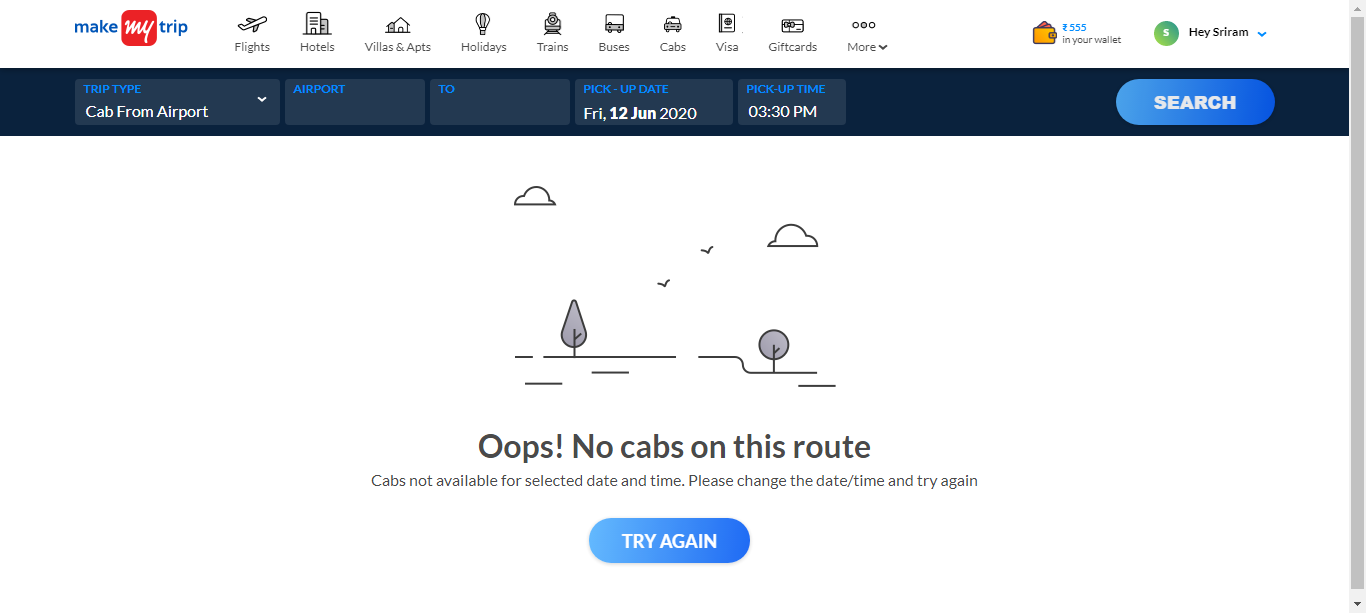 make my trip
Flights
Hotels
Villas & Apts
Holidays
Trains
Buses
Cabs
Visa
Giftcards
More
₹ 555
in your wallet
S
Hey Sriram
TRIP TYPE
Cab From Airport
AIRPORT
TO
PICK - UP DATE
Fri, 12 Jun 2020
PICK-UP TIME
03:30 PM
SEARCH
Oops! No cabs on this route
Cabs not available for selected date and time. Please change the date/time and try again
TRY AGAIN